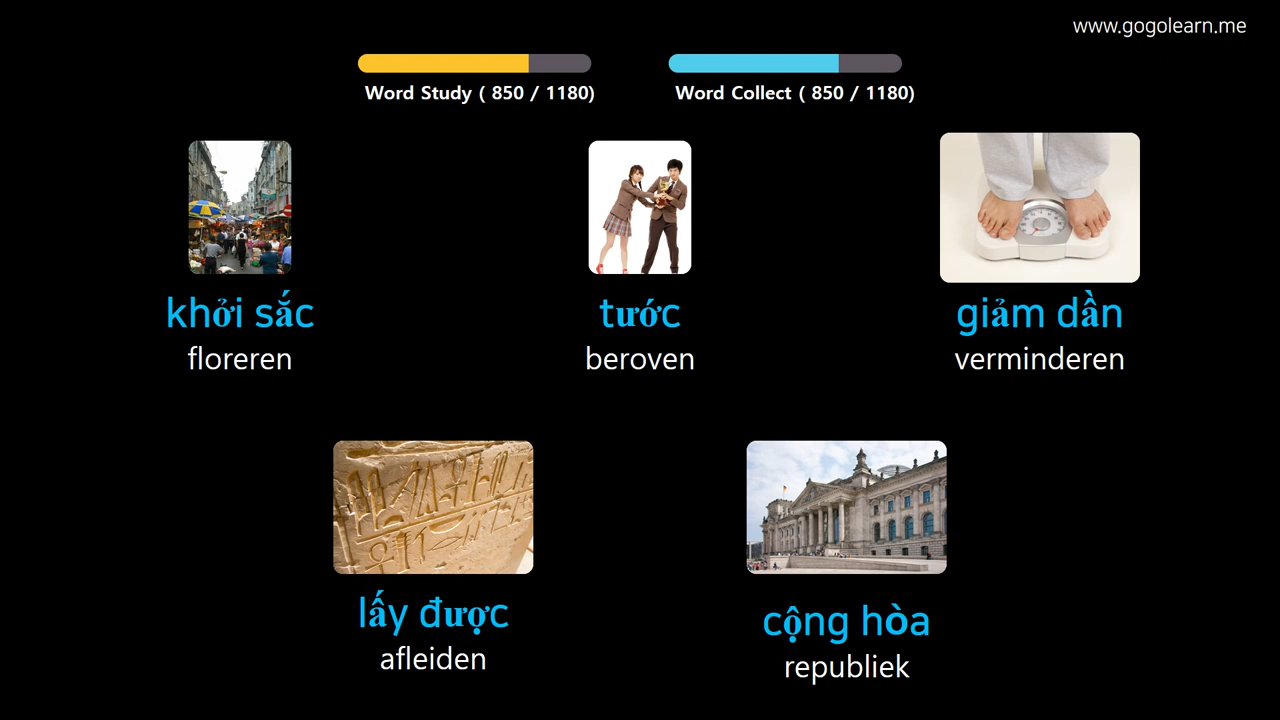 www.gogolearn.me
Word Study ( 850 / 1180)
Word Collect ( 850 / 1180)
khởi sắc
floreren
tước
beroven
giảm dần
verminderen
lấy được
afleiden
cộng hòa
republiek